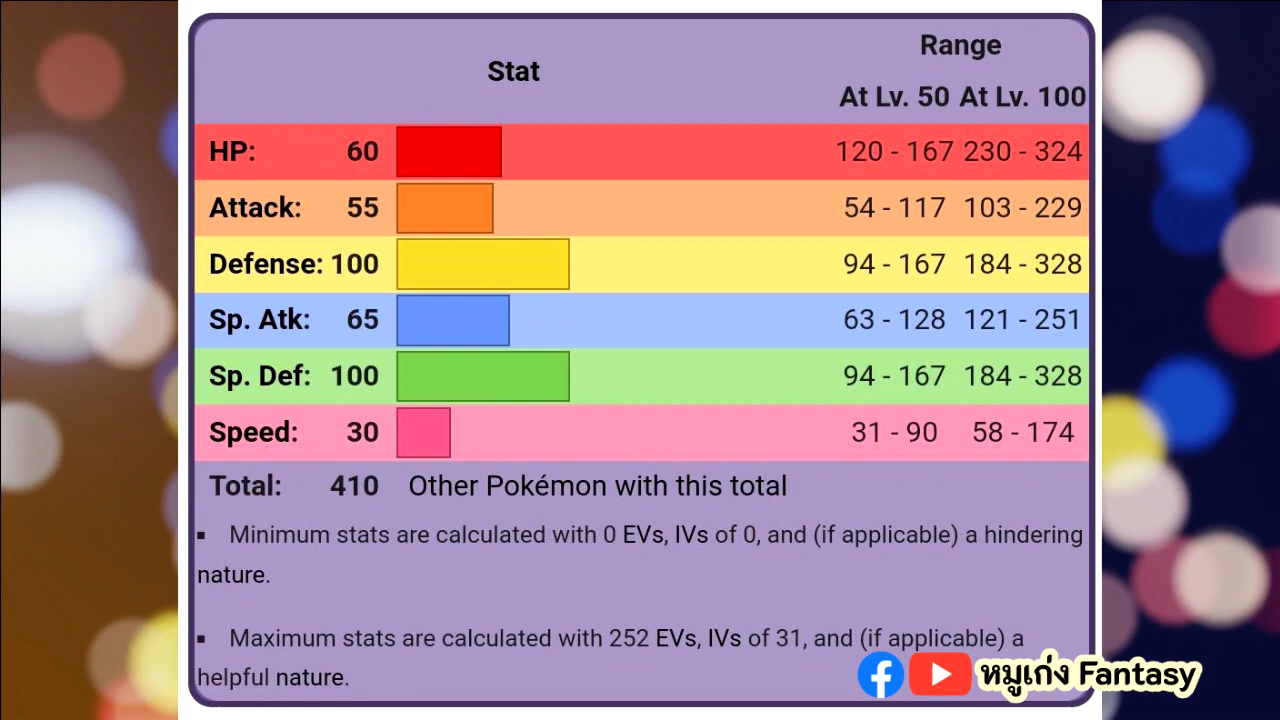 Stat
Range
At Lv. 50 At Lv. 100
HP: 60 120 - 167 230 - 324
Attack: 55 54 - 117 103 - 229
Defense: 100 94 - 167 184 - 328
Sp. Atk: 65 63 - 128 121 - 251
Sp. Def: 100 94 - 167 184 - 328
Speed: 30 31 - 90 58 - 174
Total: 410 Other Pokémon with this total
▪ Minimum stats are calculated with 0 EVs, IVs of 0, and (if applicable) a hindering
nature.
▪ Maximum stats are calculated with 252 EVs, IVs of 31, and (if applicable) a
helpful nature.
หมูเก่ง Fantasy